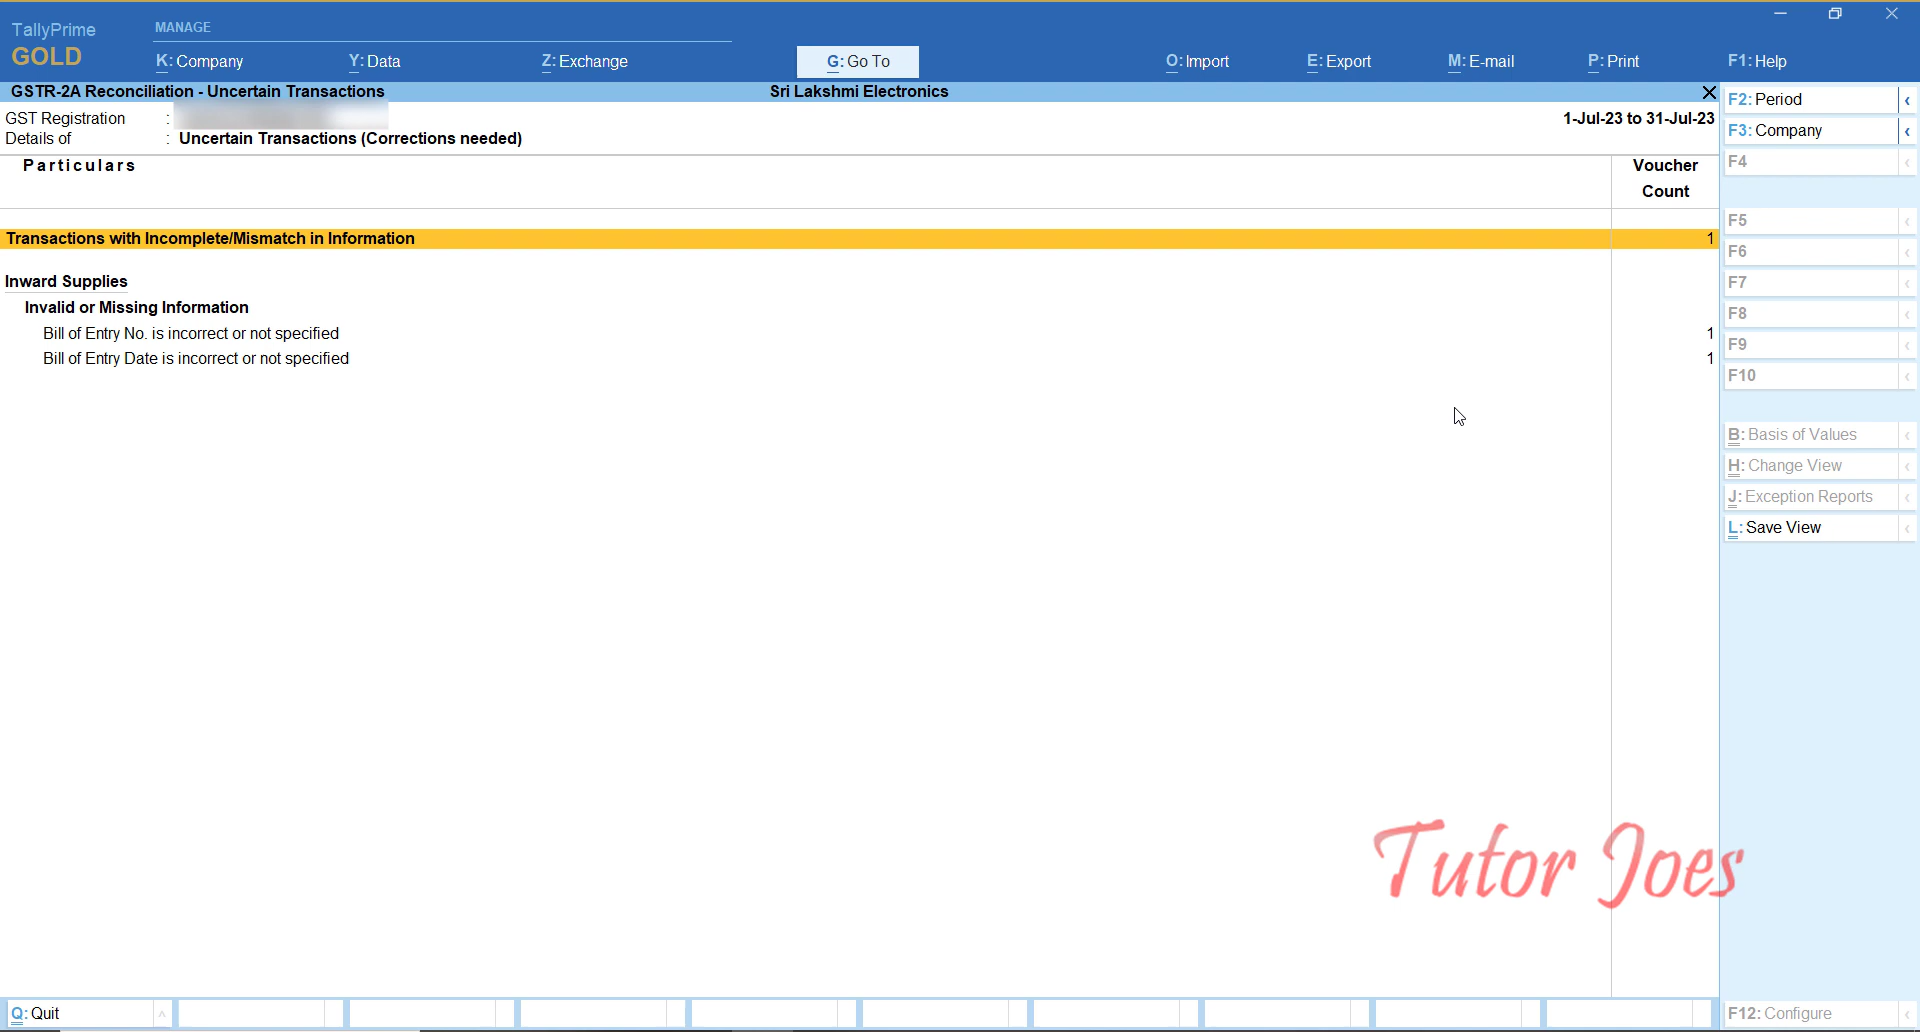 TallyPrime
GOLD
MANAGE
K: Company
Y: Data
Z: Exchange
G: Go To
O: Import
E: Export
M: E-mail
P: Print
F1: Help
GSTR-2A Reconciliation - Uncertain Transactions
Sri Lakshmi Electronics
GST Registration :
1-Jul-23 to 31-Jul-23
Details of : Uncertain Transactions (Corrections needed)
Particulars
Voucher
Count
Transactions with Incomplete/Mismatch in Information 1
Inward Supplies
Invalid or Missing Information
Bill of Entry No. is incorrect or not specified 1
Bill of Entry Date is incorrect or not specified 1
F2: Period
F3: Company
F4
F5
F6
F7
F8
F9
F10
B: Basis of Values
H: Change View
J: Exception Reports
L: Save View
Tutor Joes
Q: Quit
F12: Configure